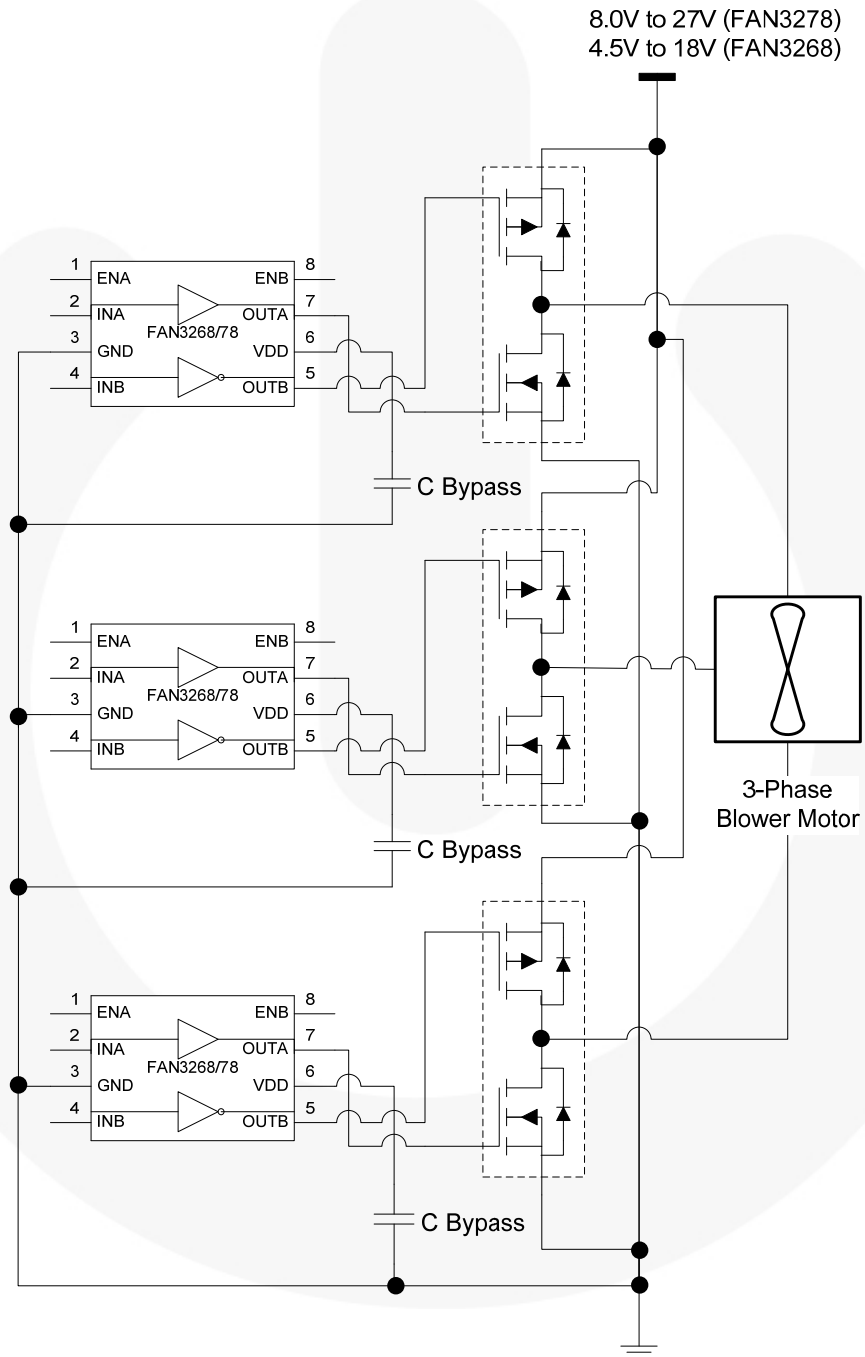 8.0V to 27V (FAN3278)
4.5V to 18V (FAN3268)
1 ENA ENB 8
2 INA OUTA 7
FAN3268/78
3 GND VDD 6
4 INB OUTB 5
C Bypass
1 ENA ENB 8
2 INA OUTA 7
FAN3268/78
3 GND VDD 6
4 INB OUTB 5
3-Phase
Blower Motor
C Bypass
1 ENA ENB 8
2 INA OUTA 7
FAN3268/78
3 GND VDD 6
4 INB OUTB 5
C Bypass